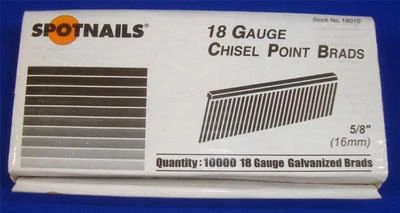 Stock No. 18010
SPOTNAILS®
18 GAUGE
CHISEL POINT BRADS
5/8"
(16mm)
Quantity: 10000 18 Gauge Galvanized Brads